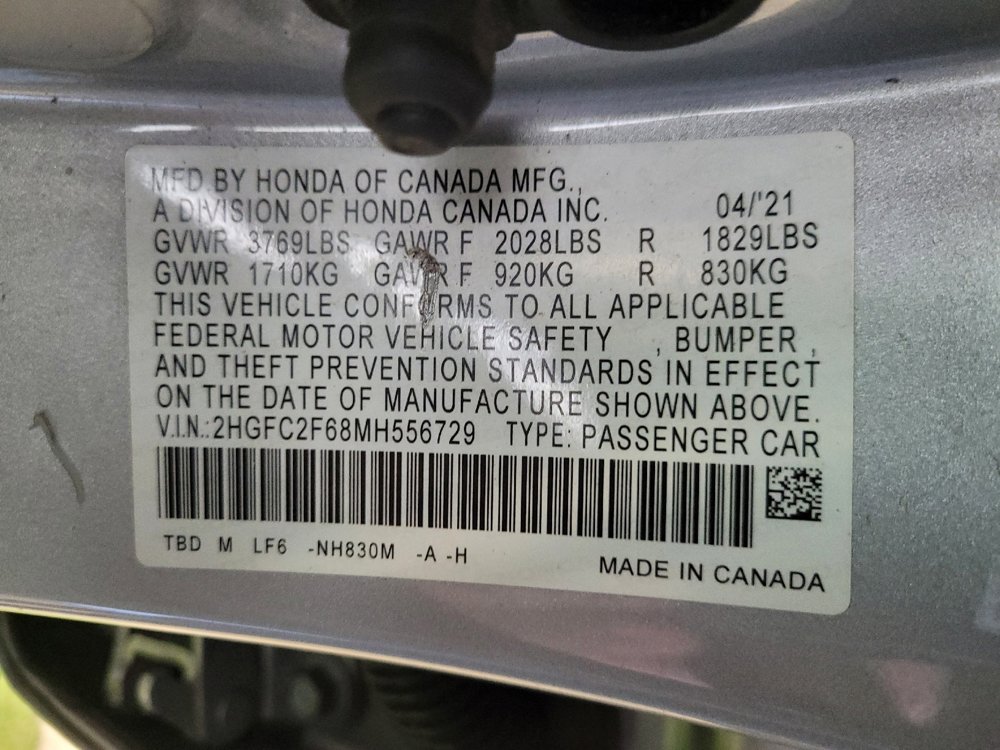 MFD BY HONDA OF CANADA MFG.,
A DIVISION OF HONDA CANADA INC. 04/'21
GVWR 3769LBS GAWR F 2028LBS R 1829LBS
GVWR 1710KG GAWR F 920KG R 830KG
THIS VEHICLE CONFORMS TO ALL APPLICABLE
FEDERAL MOTOR VEHICLE SAFETY , BUMPER ,
AND THEFT PREVENTION STANDARDS IN EFFECT
ON THE DATE OF MANUFACTURE SHOWN ABOVE.
V.I.N.:2HGFC2F68MH556729 TYPE: PASSENGER CAR
TBD M LF6 -NH830M -A -H
MADE IN CANADA